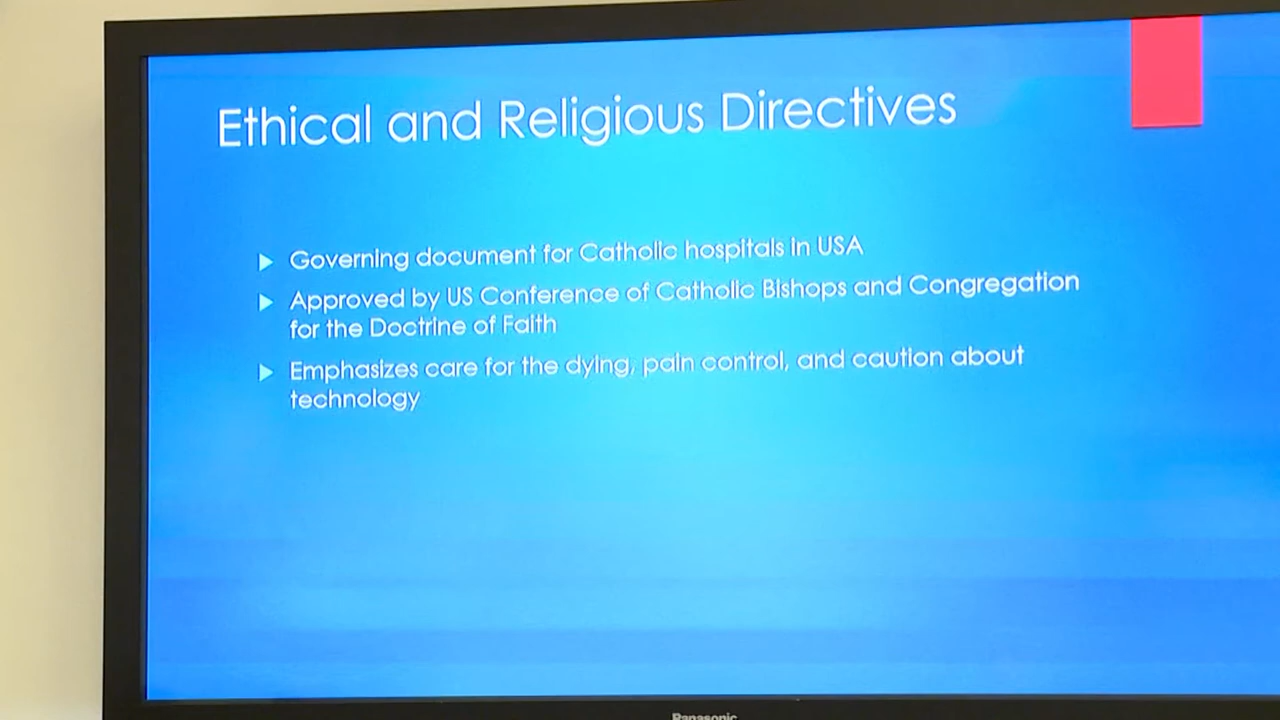 Ethical and Religious Directives
Governing document for Catholic hospitals in USA
Approved by US Conference of Catholic Bishops and Congregation
for the Doctrine of Faith
Emphasizes care for the dying, pain control, and caution about
technology
Panasonic